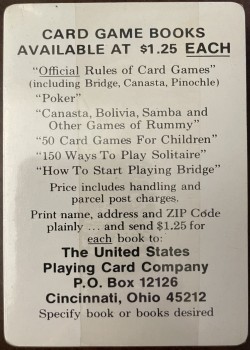 CARD GAME BOOKS
AVAILABLE AT $1.25 EACH
"Official Rules of Card Games"
(including Bridge, Canasta, Pinochle)
"Poker"
"Canasta, Bolivia, Samba and
Other Games of Rummy"
"50 Card Games For Children"
"150 Ways To Play Solitaire"
"How To Start Playing Bridge"
Price includes handling and
parcel post charges.
Print name, address and ZIP Code
plainly ... and send $1.25 for
each book to:
The United States
Playing Card Company
P.O. Box 12126
Cincinnati, Ohio 45212
Specify book or books desired